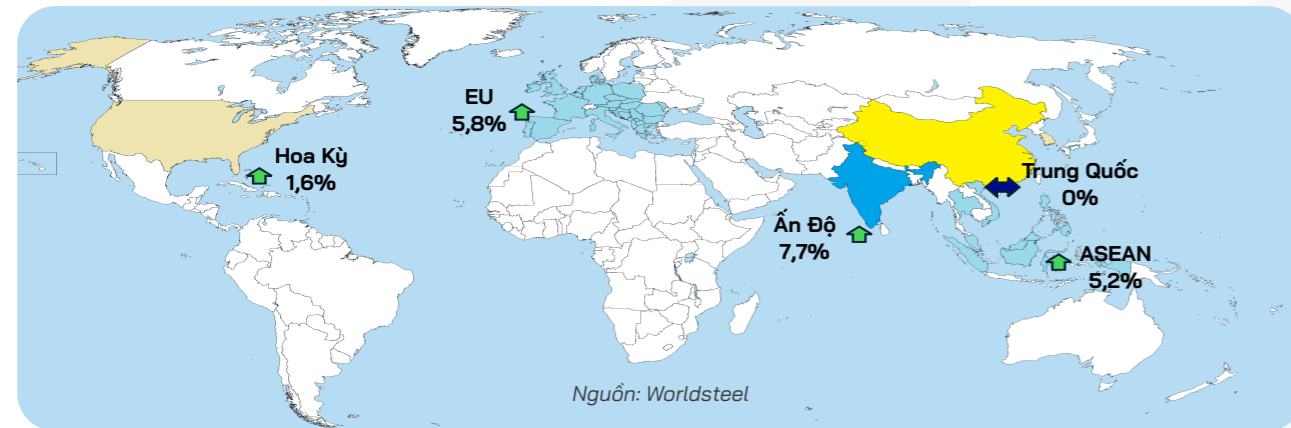 EU
5,8%
Hoa Kỳ
1,6%
Trung Quốc
0%
Ấn Độ
7,7%
ASEAN
5,2%
Nguồn: Worldsteel